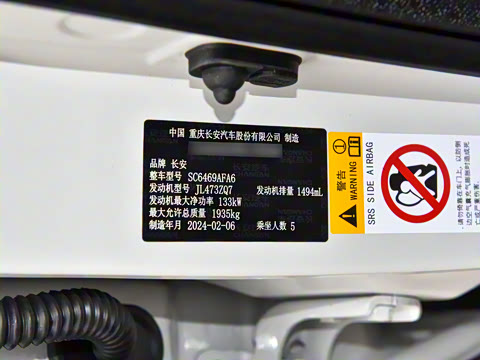 中国 重庆长安汽车股份有限公司 制造
品牌 长安
整车型号 SC6469AFA6
发动机型号 JL473ZQ7 发动机排量 1494mL
发动机最大净功率 133kW
最大允许总质量 1935kg
制造年月 2024-02-06 乘坐人数 5
警告
WARNING
SRS SIDE AIRBAG